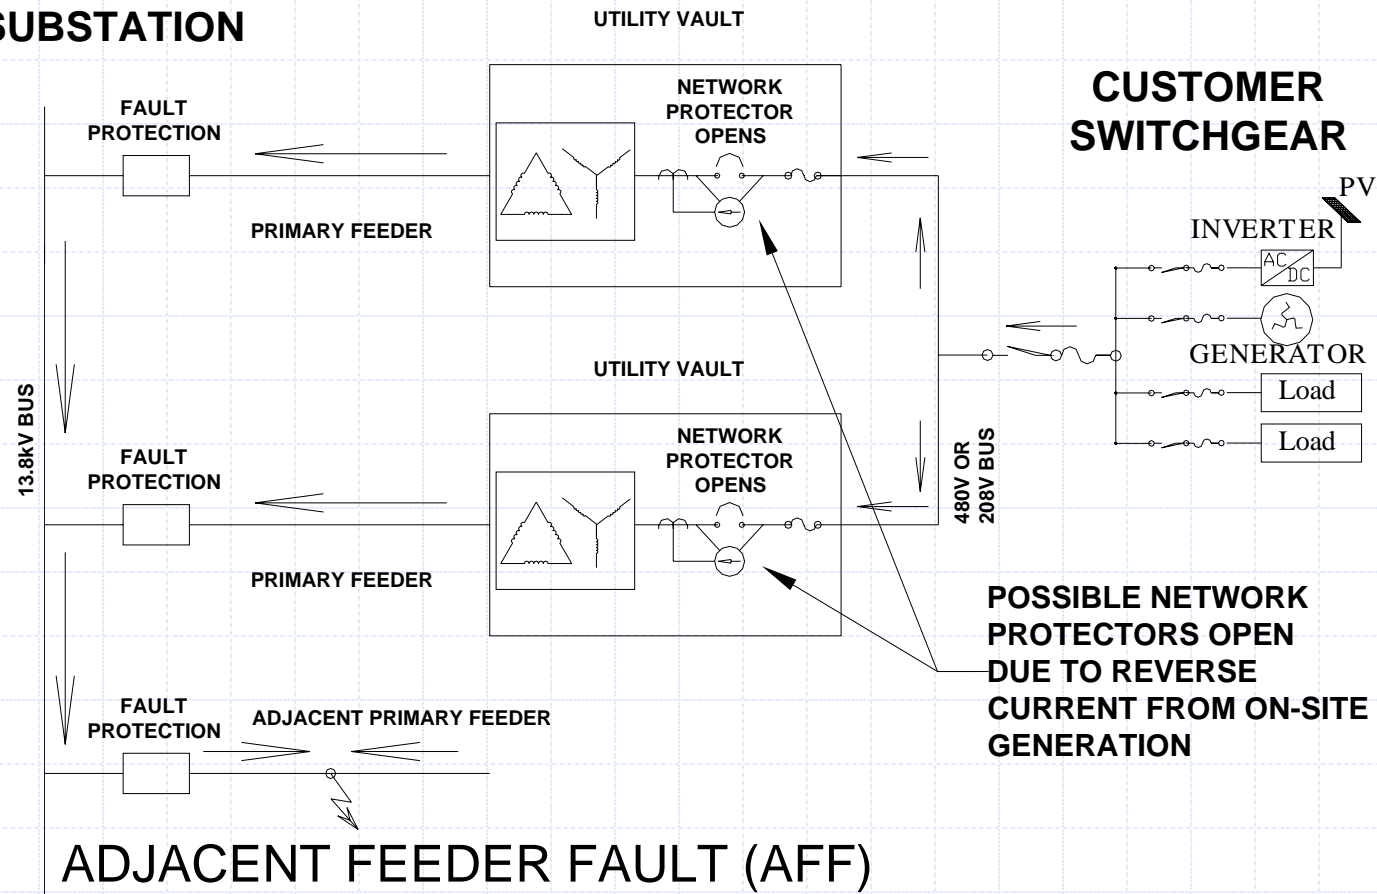 SUBSTATION
UTILITY VAULT
CUSTOMER
SWITCHGEAR
FAULT
PROTECTION
NETWORK
PROTECTOR
OPENS
PRIMARY FEEDER
PV
INVERTER
AC
DC
GENERATOR
Load
Load
UTILITY VAULT
13.8kV BUS
FAULT
PROTECTION
NETWORK
PROTECTOR
OPENS
480V OR
208V BUS
PRIMARY FEEDER
POSSIBLE NETWORK
PROTECTORS OPEN
DUE TO REVERSE
CURRENT FROM ON-SITE
GENERATION
FAULT
PROTECTION
ADJACENT PRIMARY FEEDER
ADJACENT FEEDER FAULT (AFF)